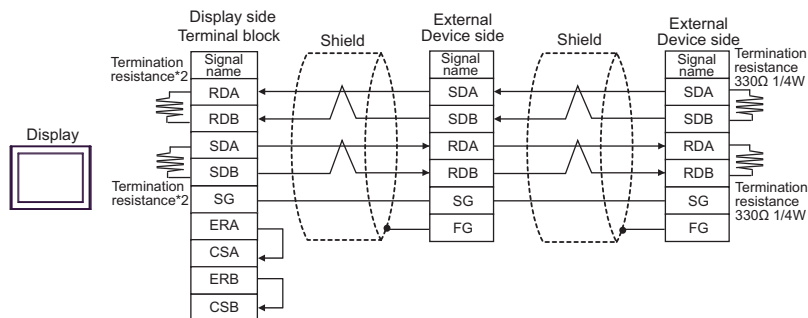 Display side
Terminal block
External
Device side
External
Device side
Shield
Shield
Termination
resistance*2
Signal
name
Signal
name
Signal
name
Termination
resistance
330Ω 1/4W
RDA
SDA
SDA
RDB
SDB
SDB
Display
SDA
RDA
RDA
SDB
RDB
RDB
Termination
resistance*2
SG
SG
SG
Termination
resistance
330Ω 1/4W
ERA
FG
FG
CSA
ERB
CSB